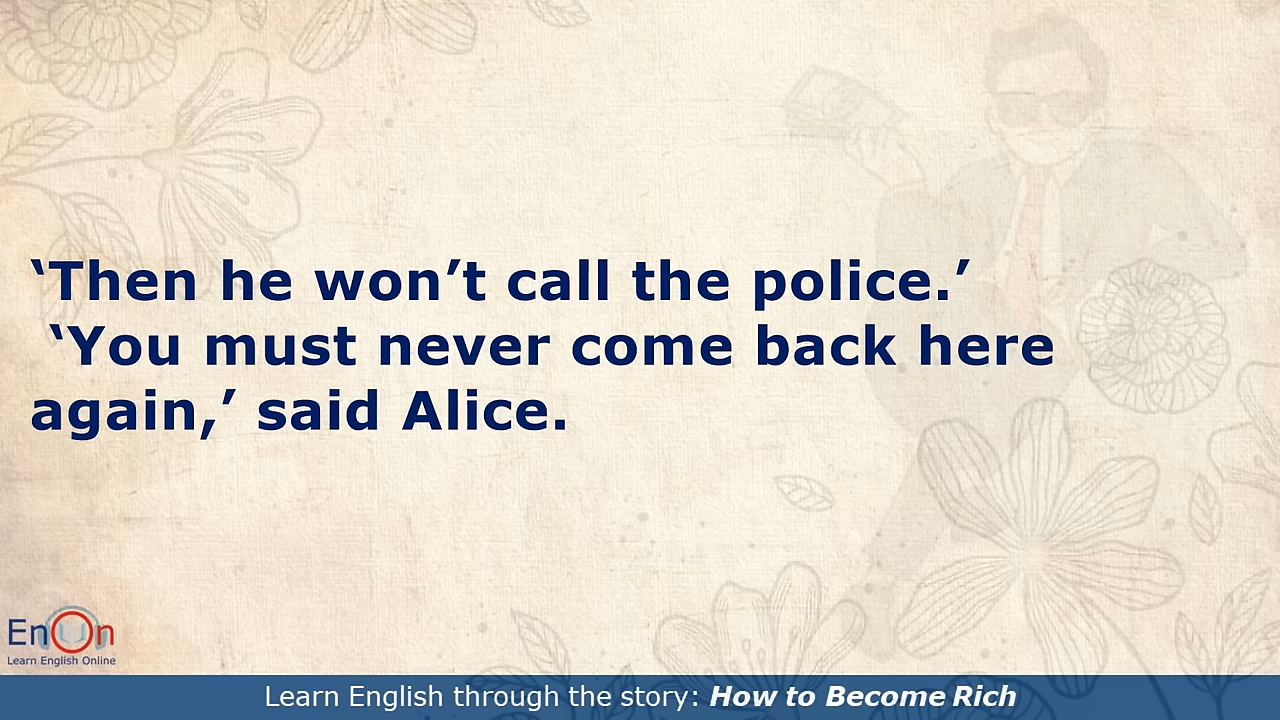 ‘Then he won’t call the police.’
‘You must never come back here
again,’ said Alice.
EnOn
Learn English Online
Learn English through the story: How to Become Rich